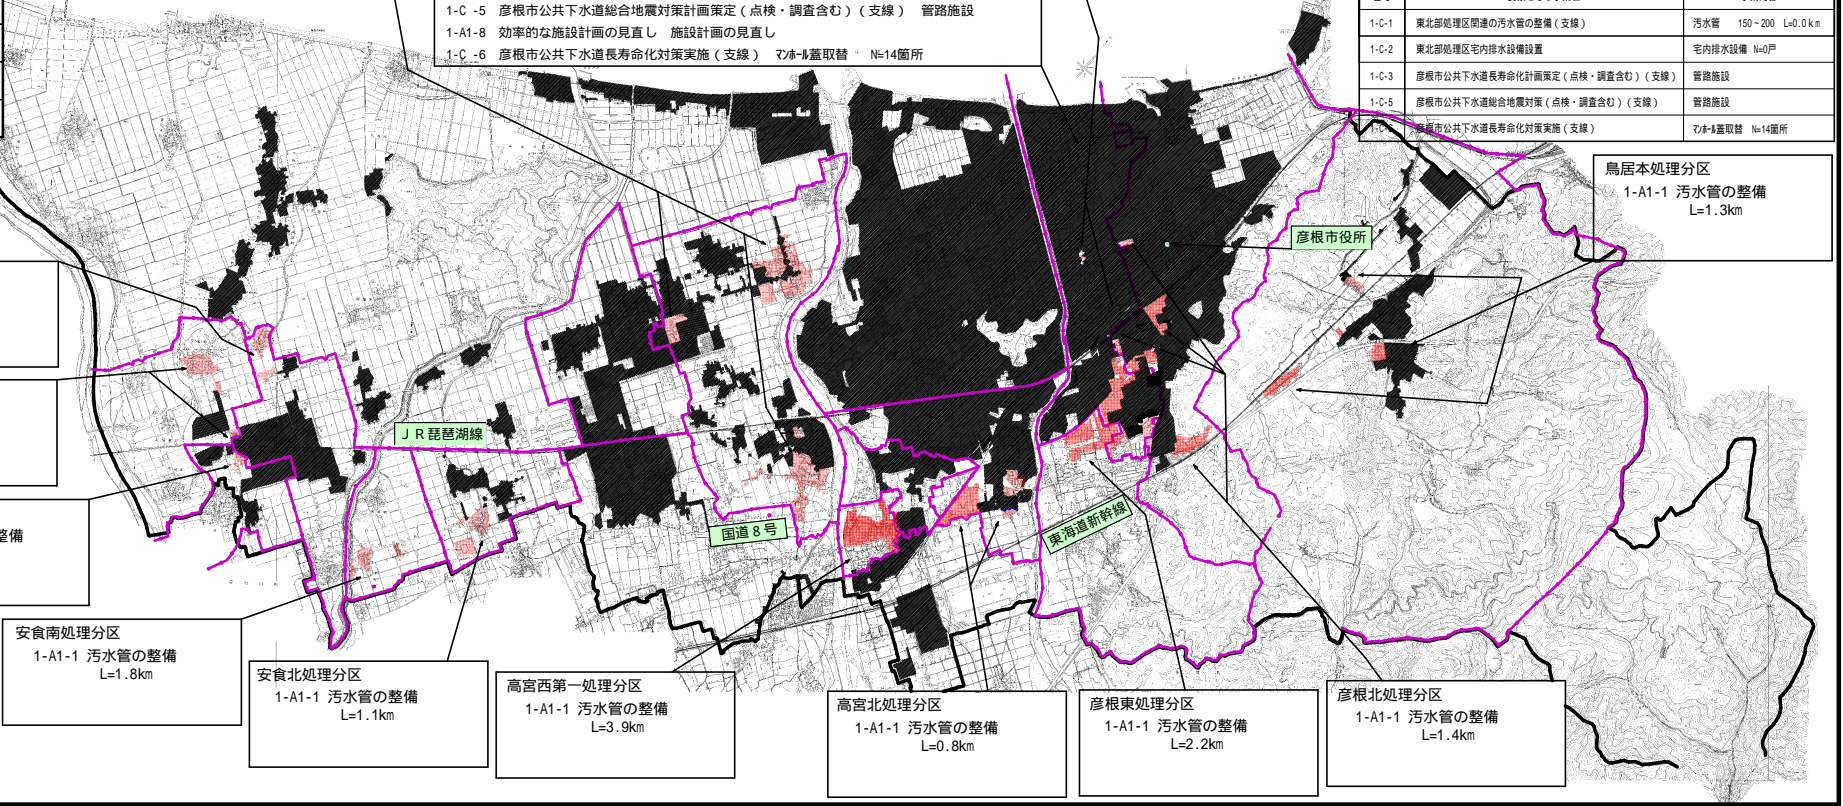 1-C -5 彦根市公共下水道総合地震対策計画策定(点検・調査含む)(支線) 管路施設
1-A1-8 効率的な施設計画の見直し 施設計画の見直し
1-C -6 彦根市公共下水道長寿命化対策実施(支線) マンホール蓋取替 N=14箇所
1-C-1 東北部処理区関連の汚水管の整備(支線) 汚水管 150~200 L=0.0km
1-C-2 東北部処理区宅内排水設備設置 宅内排水設備 N=0戸
1-C-3 彦根市公共下水道長寿命化計画策定(点検・調査含む)(支線) 管路施設
1-C-5 彦根市公共下水道総合地震対策(点検・調査含む)(支線) 管路施設
彦根市公共下水道長寿命化対策実施(支線) マンホール蓋取替 N=14箇所
鳥居本処理分区
1-A1-1 汚水管の整備
L=1.3km
彦根市役所
JR琵琶湖線
国道8号
東海道新幹線
整備
安食南処理分区
1-A1-1 汚水管の整備
L=1.8km
安食北処理分区
1-A1-1 汚水管の整備
L=1.1km
高宮西第一処理分区
1-A1-1 汚水管の整備
L=3.9km
高宮北処理分区
1-A1-1 汚水管の整備
L=0.8km
彦根東処理分区
1-A1-1 汚水管の整備
L=2.2km
彦根北処理分区
1-A1-1 汚水管の整備
L=1.4km